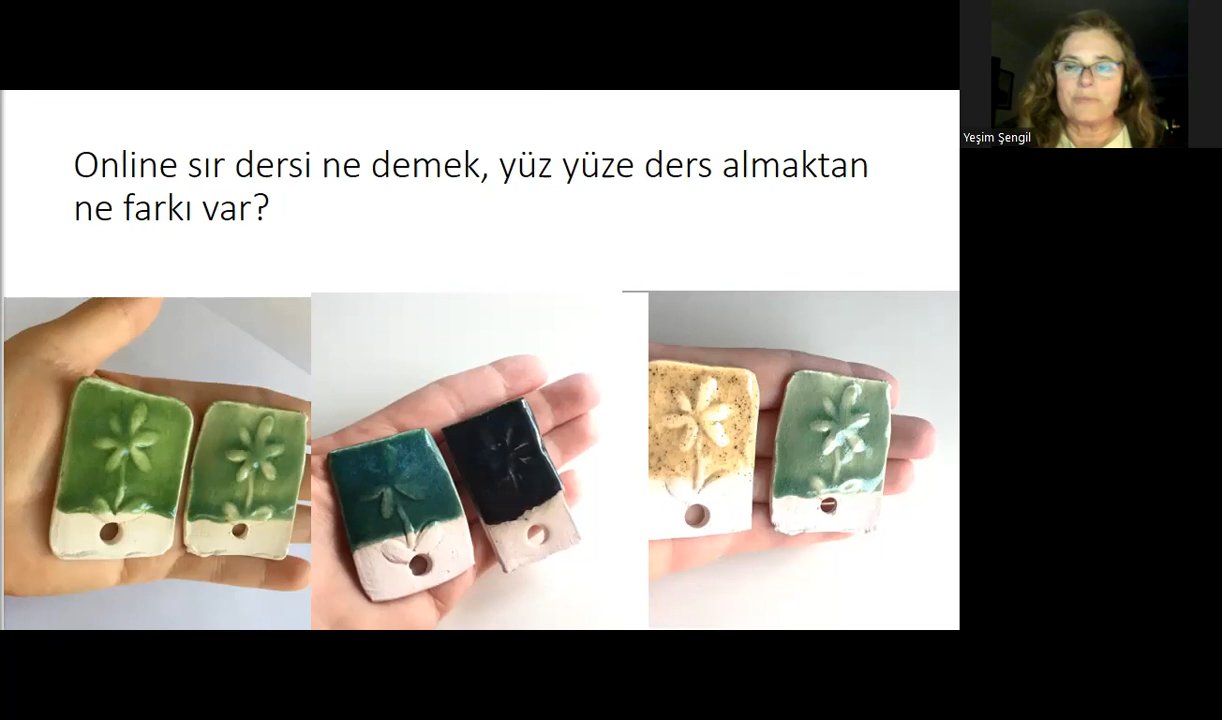 Online sır dersi ne demek, yüz yüze ders almaktan
ne farkı var?
Yeşim Şengil